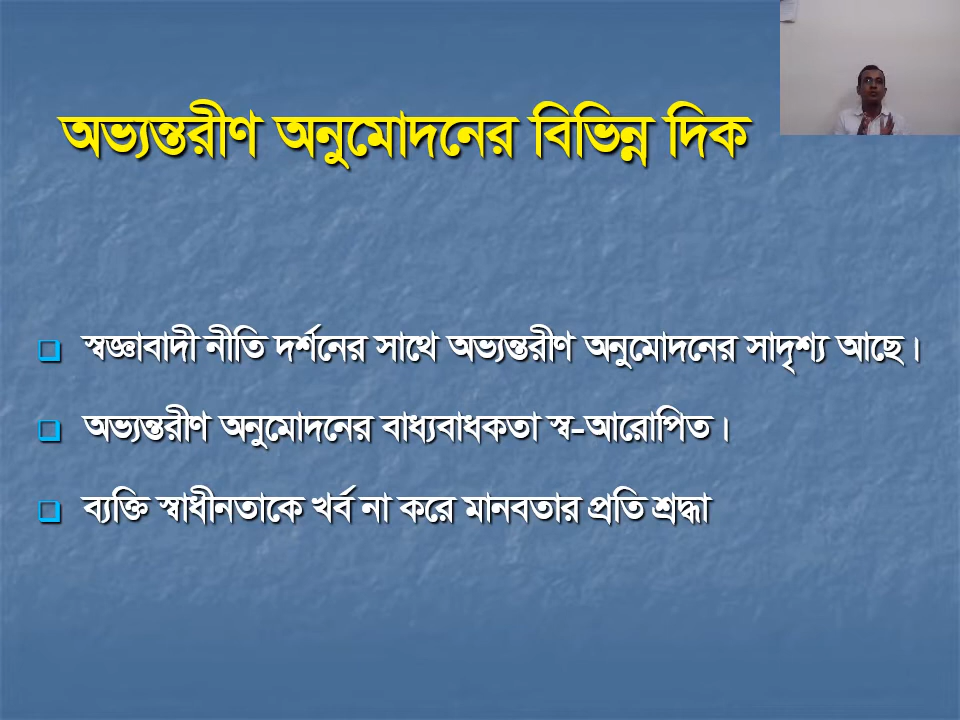 অভ্যন্তরীণ অনুমোদনের বিভিন্ন দিক
স্বজ্ঞাবাদী নীতি দর্শনের সাথে অভ্যন্তরীণ অনুমোদনের সাদৃশ্য আছে।
অভ্যন্তরীণ অনুমোদনের বাধ্যবাধকতা স্ব-আরোপিত।
ব্যক্তি স্বাধীনতাকে খর্ব না করে মানবতার প্রতি শ্রদ্ধা